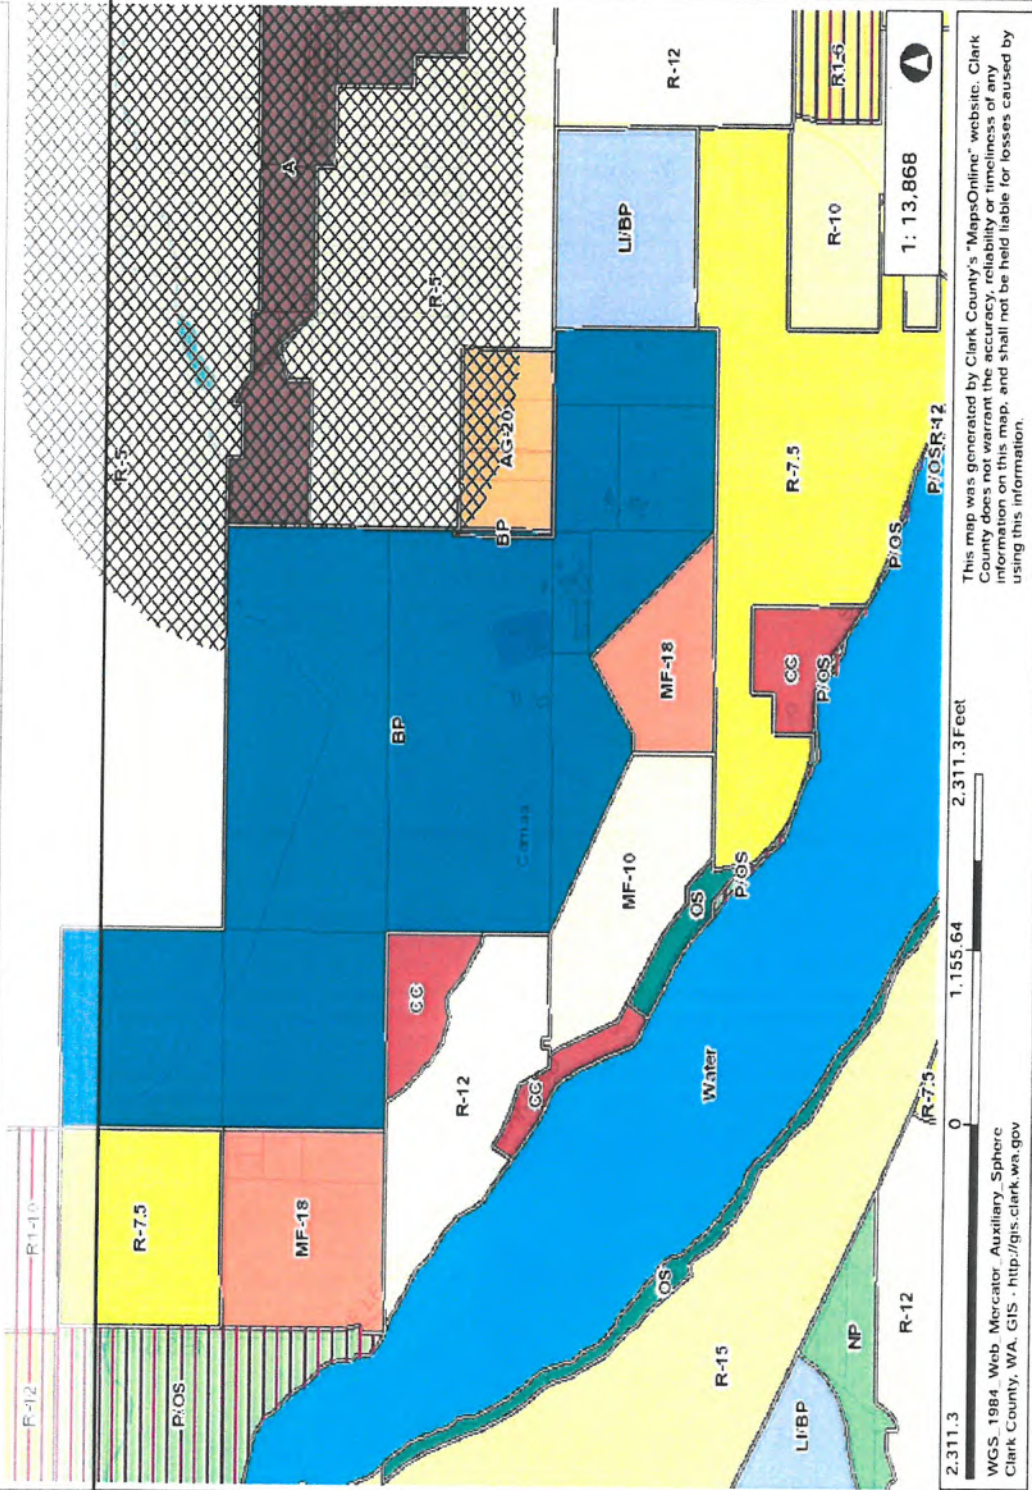 R-12
R1-10
P/OS
R-7.5
MF-18
R-12
CC
CC
BP
Camas
BP
AG-20
R-5
A
R-5
LI/BP
R-12
R1-6
R-10
R-7.5
MF-18
MF-10
CC
OS
P/OS
P/OS
P/OS
P/OS
R-12
Water
OS
R-15
LI/BP
NP
R-12
R-7.5
1: 13,868
2,311.3
0
1,155.64
2,311.3 Feet
WGS_1984_Web_Mercator_Auxiliary_Sphere
Clark County, WA. GIS - http://gis.clark.wa.gov
This map was generated by Clark County's "MapsOnline" website. Clark
County does not warrant the accuracy, reliability or timeliness of any
information on this map, and shall not be held liable for losses caused by
using this information.